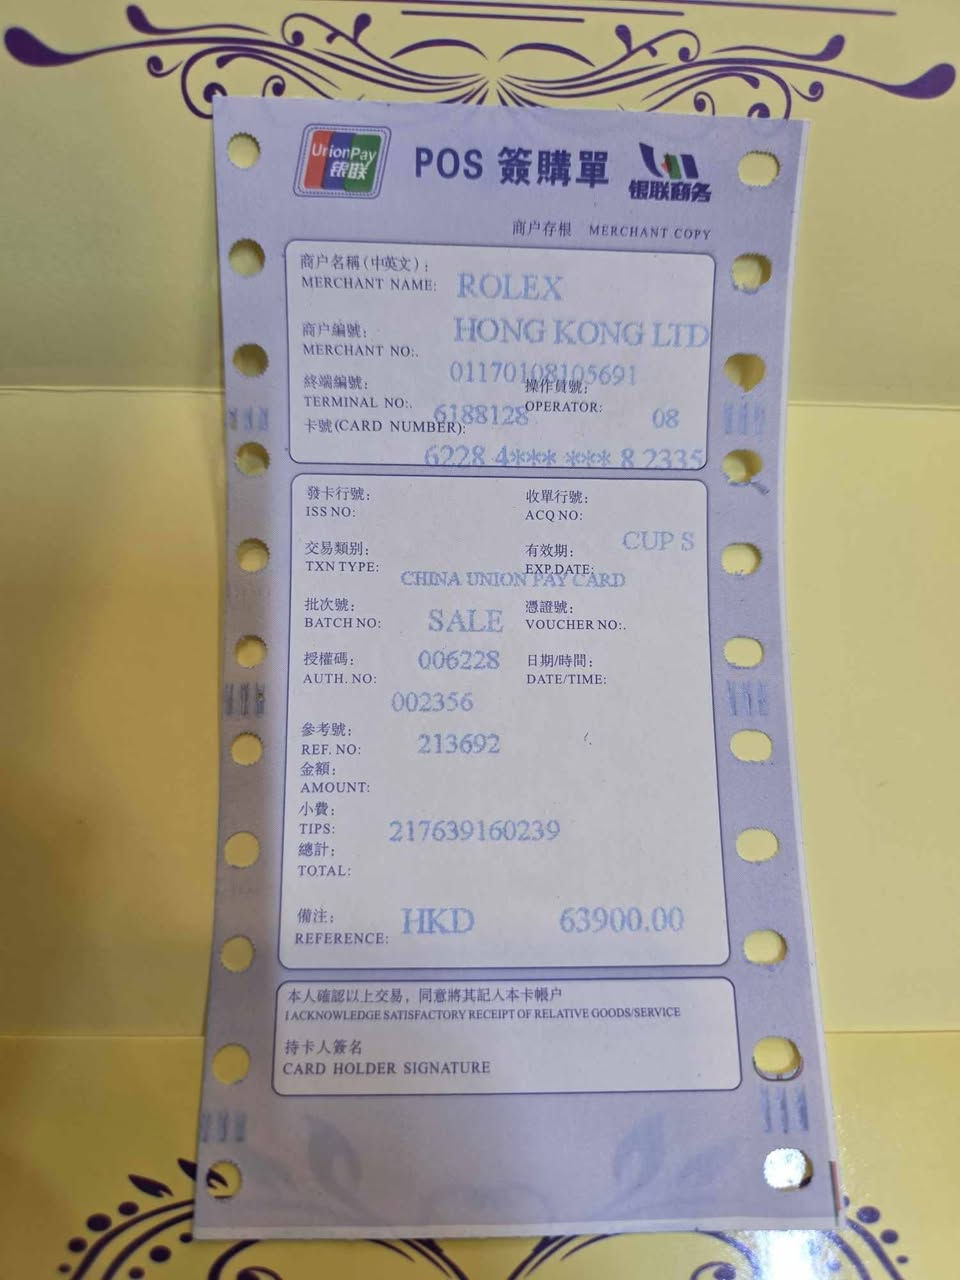 UnionPay
银联
POS 簽購單
银联商务
商户存根 MERCHANT COPY
商户名稱(中英文):
MERCHANT NAME: ROLEX
商户編號: HONG KONG LTD
MERCHANT NO:.
01170108105691
終端編號: 操作員號:
TERMINAL NO:. 6188128 OPERATOR: 08
卡號(CARD NUMBER):
6228 4*** *** 8 2335
發卡行號: 收單行號:
ISS NO: ACQ NO:
CUP S
交易類别: 有效期:
TXN TYPE: EXP.DATE:
CHINA UNION PAY CARD
批次號: 憑證號:
BATCH NO: SALE VOUCHER NO:.
授權碼: 006228 日期/時間:
AUTH. NO: DATE/TIME:
002356
參考號:
REF. NO: 213692
金額:
AMOUNT:
小費:
TIPS: 217639160239
總計:
TOTAL:
備注: HKD 63900.00
REFERENCE:
本人確認以上交易，同意將其記人本卡帳户
I ACKNOWLEDGE SATISFACTORY RECEIPT OF RELATIVE GOODS/SERVICE
持卡人簽名
CARD HOLDER SIGNATURE